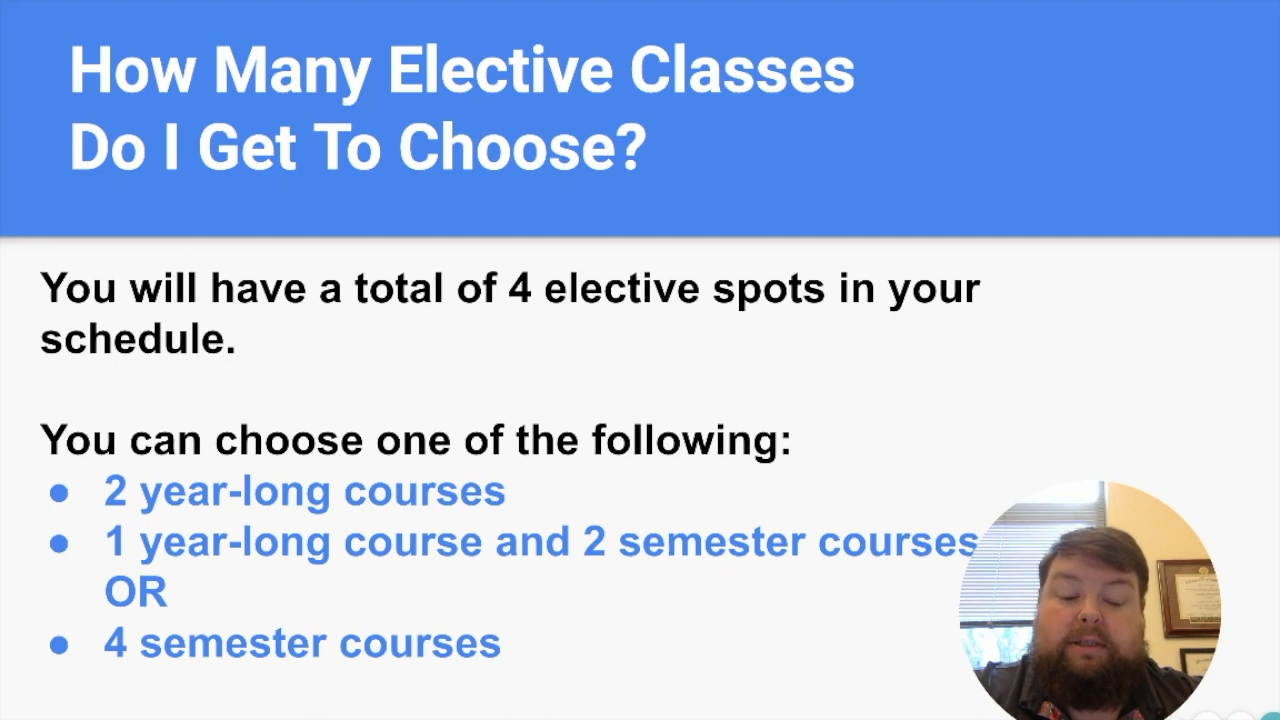 How Many Elective Classes
Do I Get To Choose?
You will have a total of 4 elective spots in your
schedule.
You can choose one of the following:
● 2 year-long courses
● 1 year-long course and 2 semester courses
OR
● 4 semester courses